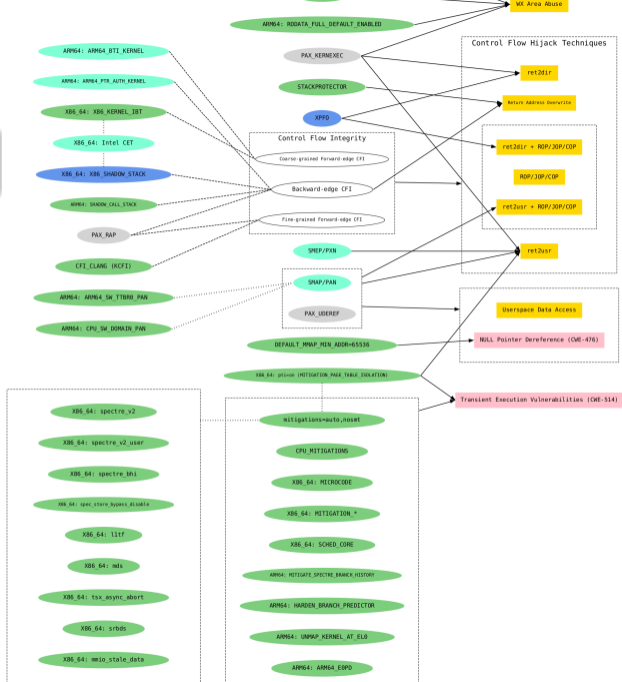 WX Area Abuse
ARM64: RODATA_FULL_DEFAULT_ENABLED
Control Flow Hijack Techniques
ARM64: ARM64_BTI_KERNEL
PAX_KERNEXEC
ret2dir
ARM64: ARM64_PTR_AUTH_KERNEL
STACKPROTECTOR
Return Address Overwrite
X86_64: X86_KERNEL_IBT
XPFO
Control Flow Integrity
X86_64: Intel CET
Coarse-grained Forward-edge CFI
ret2dir + ROP/JOP/COP
X86_64: X86_SHADOW_STACK
Backward-edge CFI
ROP/JOP/COP
ARM64: SHADOW_CALL_STACK
Fine-grained Forward-edge CFI
ret2usr + ROP/JOP/COP
PAX_RAP
SMEP/PXN
ret2usr
CFI_CLANG (KCFI)
SMAP/PAN
ARM64: ARM64_SW_TTBR0_PAN
PAX_UDEREF
Userspace Data Access
ARM64: CPU_SW_DOMAIN_PAN
DEFAULT_MMAP_MIN_ADDR=65536
NULL Pointer Dereference (CWE-476)
X86_64: pti=on (MITIGATION_PAGE_TABLE_ISOLATION)
Transient Execution Vulnerabilities (CWE-514)
X86_64: spectre_v2
mitigations=auto,nosmt
X86_64: spectre_v2_user
CPU_MITIGATIONS
X86_64: spectre_bhi
X86_64: MICROCODE
X86_64: spec_store_bypass_disable
X86_64: MITIGATION_*
X86_64: l1tf
X86_64: SCHED_CORE
X86_64: mds
ARM64: MITIGATE_SPECTRE_BRANCH_HISTORY
X86_64: tsx_async_abort
ARM64: HARDEN_BRANCH_PREDICTOR
X86_64: srbds
ARM64: UNMAP_KERNEL_AT_EL0
X86_64: mmio_stale_data
ARM64: ARM64_E0PD